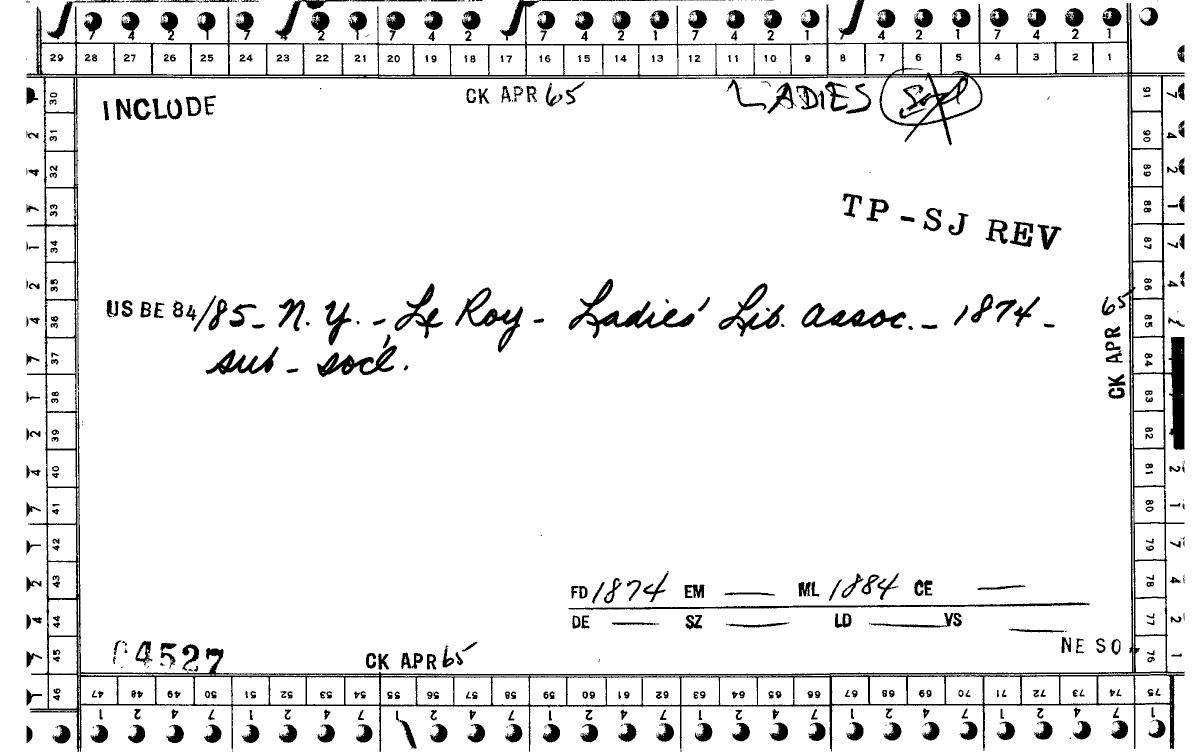 7 4 2 1 7 4 2 1 7 4 2 1 7 4 2 1 7 4 2 1 7 4 2 1 7 4 2 1
29 28 27 26 25 24 23 22 21 20 19 18 17 16 15 14 13 12 11 10 9 8 7 6 5 4 3 2 1
INCLUDE
CK APR 65
LADIES
TP-SJ REV
US BE 84/85 - N.Y. - Le Roy - Ladies' Lib. Assoc. - 1874 -
sub - soc'l.
CK APR 65
FD 1874 EM — ML 1884 CE —
DE — SZ — LD — VS —
NE SO
04527
CK APR 65
30 31 32 33 34 35 36 37 38 39 40 41 42 43 44 45 46
91 90 89 88 87 86 85 84 83 82 81 80 79 78 77 76
47 48 49 50 51 52 53 54 55 56 57 58 59 60 61 62 63 64 65 66 67 68 69 70 71 72 73 74 75
1 2 4 7 1 2 4 7 1 2 4 7 1 2 4 7 1 2 4 7 1 2 4 7 1 2 4 7 1